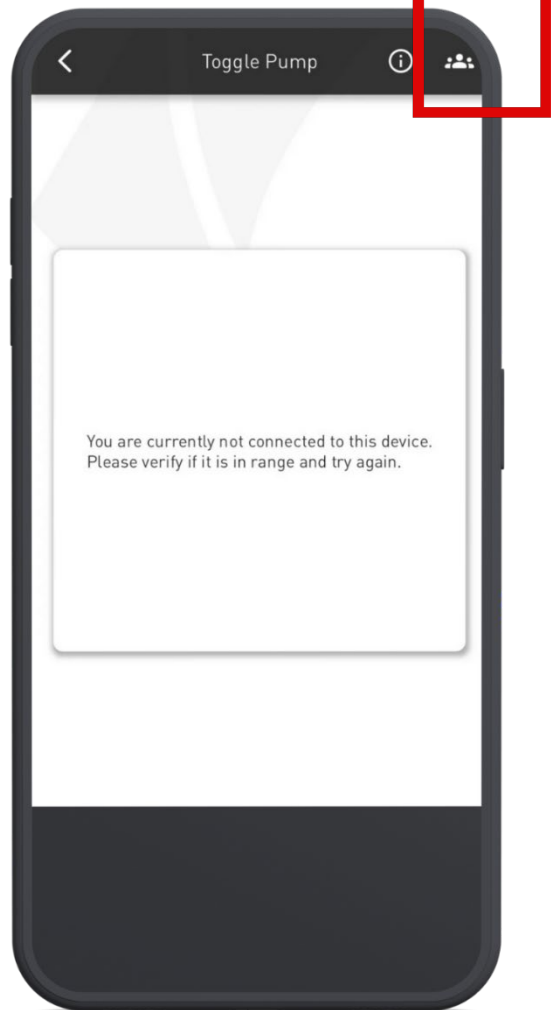 Toggle Pump
You are currently not connected to this device.
Please verify if it is in range and try again.